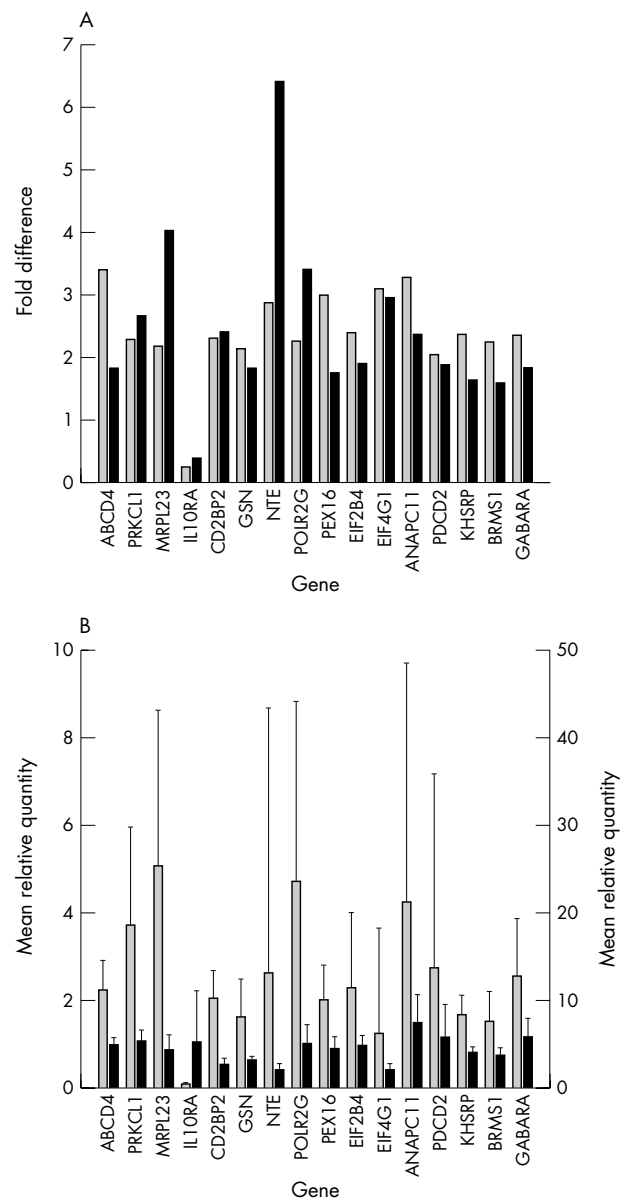 A
7
6
5
4
3
2
1
0
Fold difference
ABCD4
PRKCL1
MRPL23
IL10RA
CD2BP2
GSN
NTE
POLR2G
PEX16
EIF2B4
EIF4G1
ANAPC11
PDCD2
KHSRP
BRMS1
GABARA
Gene
B
10
8
6
4
2
0
Mean relative quantity
50
40
30
20
10
0
Mean relative quantity
ABCD4
PRKCL1
MRPL23
IL10RA
CD2BP2
GSN
NTE
POLR2G
PEX16
EIF2B4
EIF4G1
ANAPC11
PDCD2
KHSRP
BRMS1
GABARA
Gene